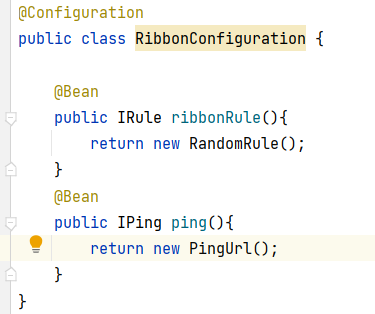 @Configuration
public class RibbonConfiguration {
@Bean
public IRule ribbonRule(){
return new RandomRule();
}
@Bean
public IPing ping(){
return new PingUrl();
}
}